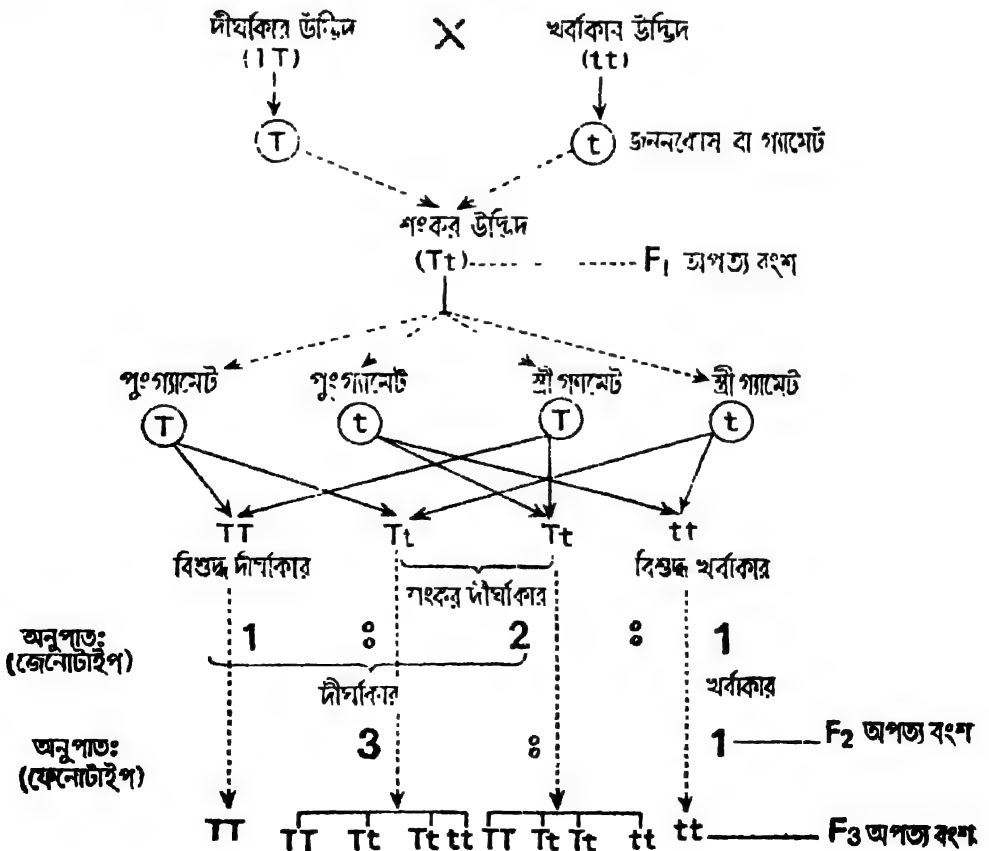 দীর্ঘাকার উদ্ভিদ X খর্বাকার উদ্ভিদ
(TT) (tt)
T t জননকোষ বা গ্যামেট
শংকর উদ্ভিদ
(Tt) F1 অপত্য বংশ
পুংগ্যামেট পুংগ্যামেট স্ত্রী গ্যামেট স্ত্রী গ্যামেট
T t T t
TT Tt Tt tt
বিশুদ্ধ দীর্ঘাকার বিশুদ্ধ খর্বাকার
শংকর দীর্ঘাকার
অনুপাতঃ 1 : 2 : 1
(জেনোটাইপ)
দীর্ঘাকার খর্বাকার
অনুপাতঃ 3 : 1 F2 অপত্য বংশ
(ফেনোটাইপ)
TT TT Tt Tt tt TT Tt Tt tt tt F3 অপত্য বংশ